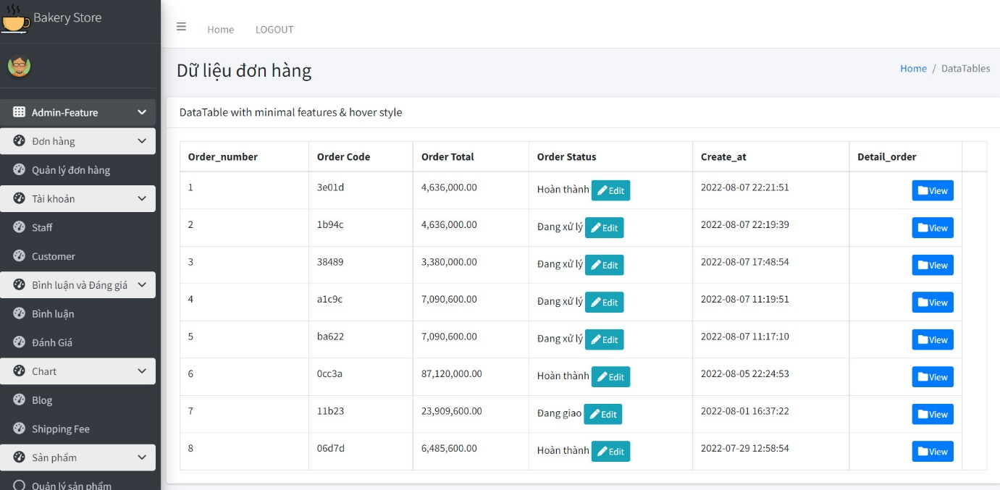 Bakery Store
Home LOGOUT
Dữ liệu đơn hàng
Home / DataTables
Admin-Feature
Đơn hàng
Quản lý đơn hàng
Tài khoản
Staff
Customer
Bình luận và Đáng giá
Bình luận
Đánh Giá
Chart
Blog
Shipping Fee
Sản phẩm
Quản lý sản phẩm
DataTable with minimal features & hover style
Order_number Order Code Order Total Order Status Create_at Detail_order
1 3e01d 4,636,000.00 Hoàn thành Edit 2022-08-07 22:21:51 View
2 1b94c 4,636,000.00 Đang xử lý Edit 2022-08-07 22:19:39 View
3 38489 3,380,000.00 Đang xử lý Edit 2022-08-07 17:48:54 View
4 a1c9c 7,090,600.00 Đang xử lý Edit 2022-08-07 11:19:51 View
5 ba622 7,090,600.00 Đang xử lý Edit 2022-08-07 11:17:10 View
6 0cc3a 87,120,000.00 Hoàn thành Edit 2022-08-05 22:24:53 View
7 11b23 23,909,600.00 Đang giao Edit 2022-08-01 16:37:22 View
8 06d7d 6,485,600.00 Hoàn thành Edit 2022-07-29 12:58:54 View